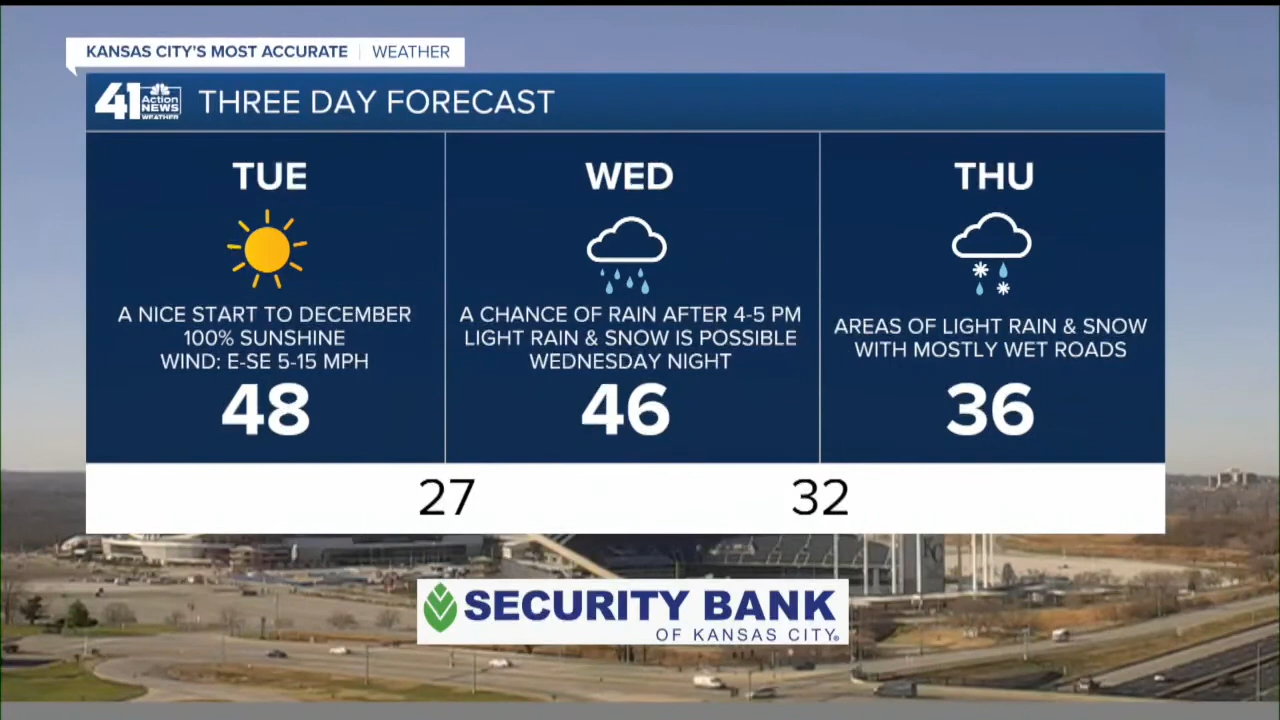 KANSAS CITY'S MOST ACCURATE | WEATHER
41 Action NEWS WEATHER
THREE DAY FORECAST
TUE
A NICE START TO DECEMBER
100% SUNSHINE
WIND: E-SE 5-15 MPH
48
WED
A CHANCE OF RAIN AFTER 4-5 PM
LIGHT RAIN & SNOW IS POSSIBLE
WEDNESDAY NIGHT
46
THU
AREAS OF LIGHT RAIN & SNOW
WITH MOSTLY WET ROADS
36
27
32
SECURITY BANK
OF KANSAS CITY®